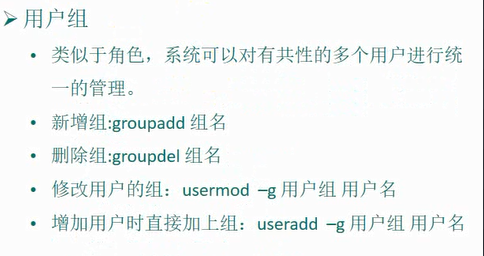 ➢ 用户组
• 类似于角色，系统可以对有共性的多个用户进行统
一的管理。
• 新增组:groupadd 组名
• 删除组:groupdel 组名
• 修改用户的组：usermod –g 用户组 用户名
• 增加用户时直接加上组：useradd –g 用户组 用户名